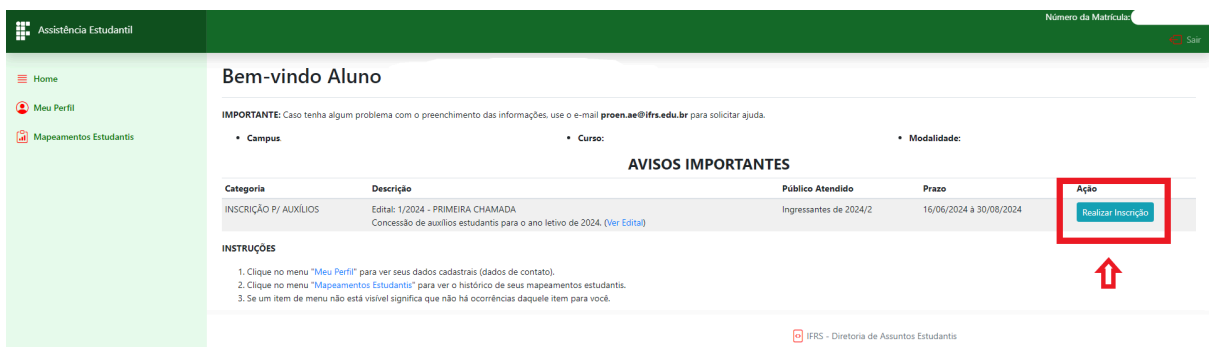 Assistência Estudantil
Número da Matrícula:
Sair
Home
Meu Perfil
Mapeamentos Estudantis
Bem-vindo Aluno
IMPORTANTE: Caso tenha algum problema com o preenchimento das informações, use o e-mail proen.ae@ifrs.edu.br para solicitar ajuda.
• Campus • Curso: • Modalidade:
AVISOS IMPORTANTES
Categoria Descrição Público Atendido Prazo Ação
INSCRIÇÃO P/ AUXÍLIOS Edital: 1/2024 - PRIMEIRA CHAMADA Ingressantes de 2024/2 16/06/2024 à 30/08/2024 Realizar Inscrição
Concessão de auxílios estudantis para o ano letivo de 2024. (Ver Edital)
INSTRUÇÕES
1. Clique no menu "Meu Perfil" para ver seus dados cadastrais (dados de contato).
2. Clique no menu "Mapeamentos Estudantis" para ver o histórico de seus mapeamentos estudantis.
3. Se um item de menu não está visível significa que não há ocorrências daquele item para você.
IFRS - Diretoria de Assuntos Estudantis